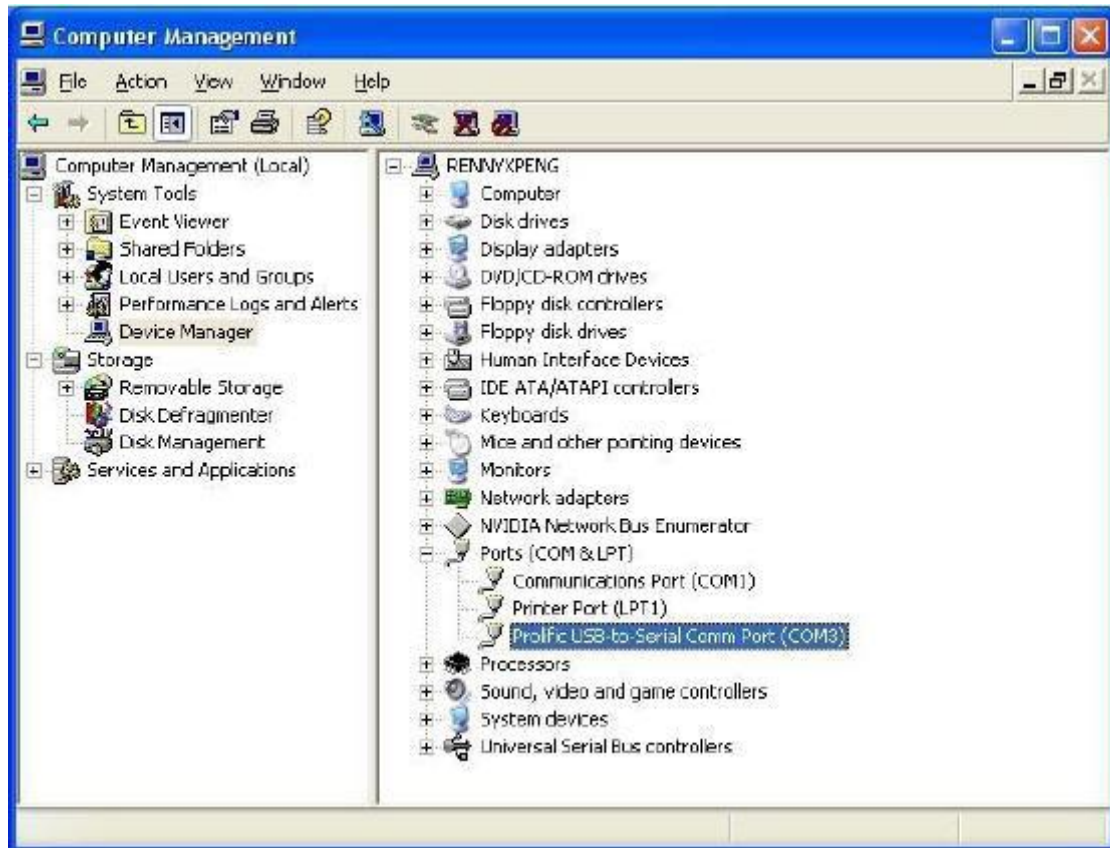 Computer Management
File Action View Window Help
Computer Management (Local)
System Tools
Event Viewer
Shared Folders
Local Users and Groups
Performance Logs and Alerts
Device Manager
Storage
Removable Storage
Disk Defragmenter
Disk Management
Services and Applications
RENNYXPENG
Computer
Disk drives
Display adapters
DVD/CD-ROM drives
Floppy disk controllers
Floppy disk drives
Human Interface Devices
IDE ATA/ATAPI controllers
Keyboards
Mice and other pointing devices
Monitors
Network adapters
NVIDIA Network Bus Enumerator
Ports (COM & LPT)
Communications Port (COM1)
Printer Port (LPT1)
Prolific USB-to-Serial Comm Port (COM3)
Processors
Sound, video and game controllers
System devices
Universal Serial Bus controllers